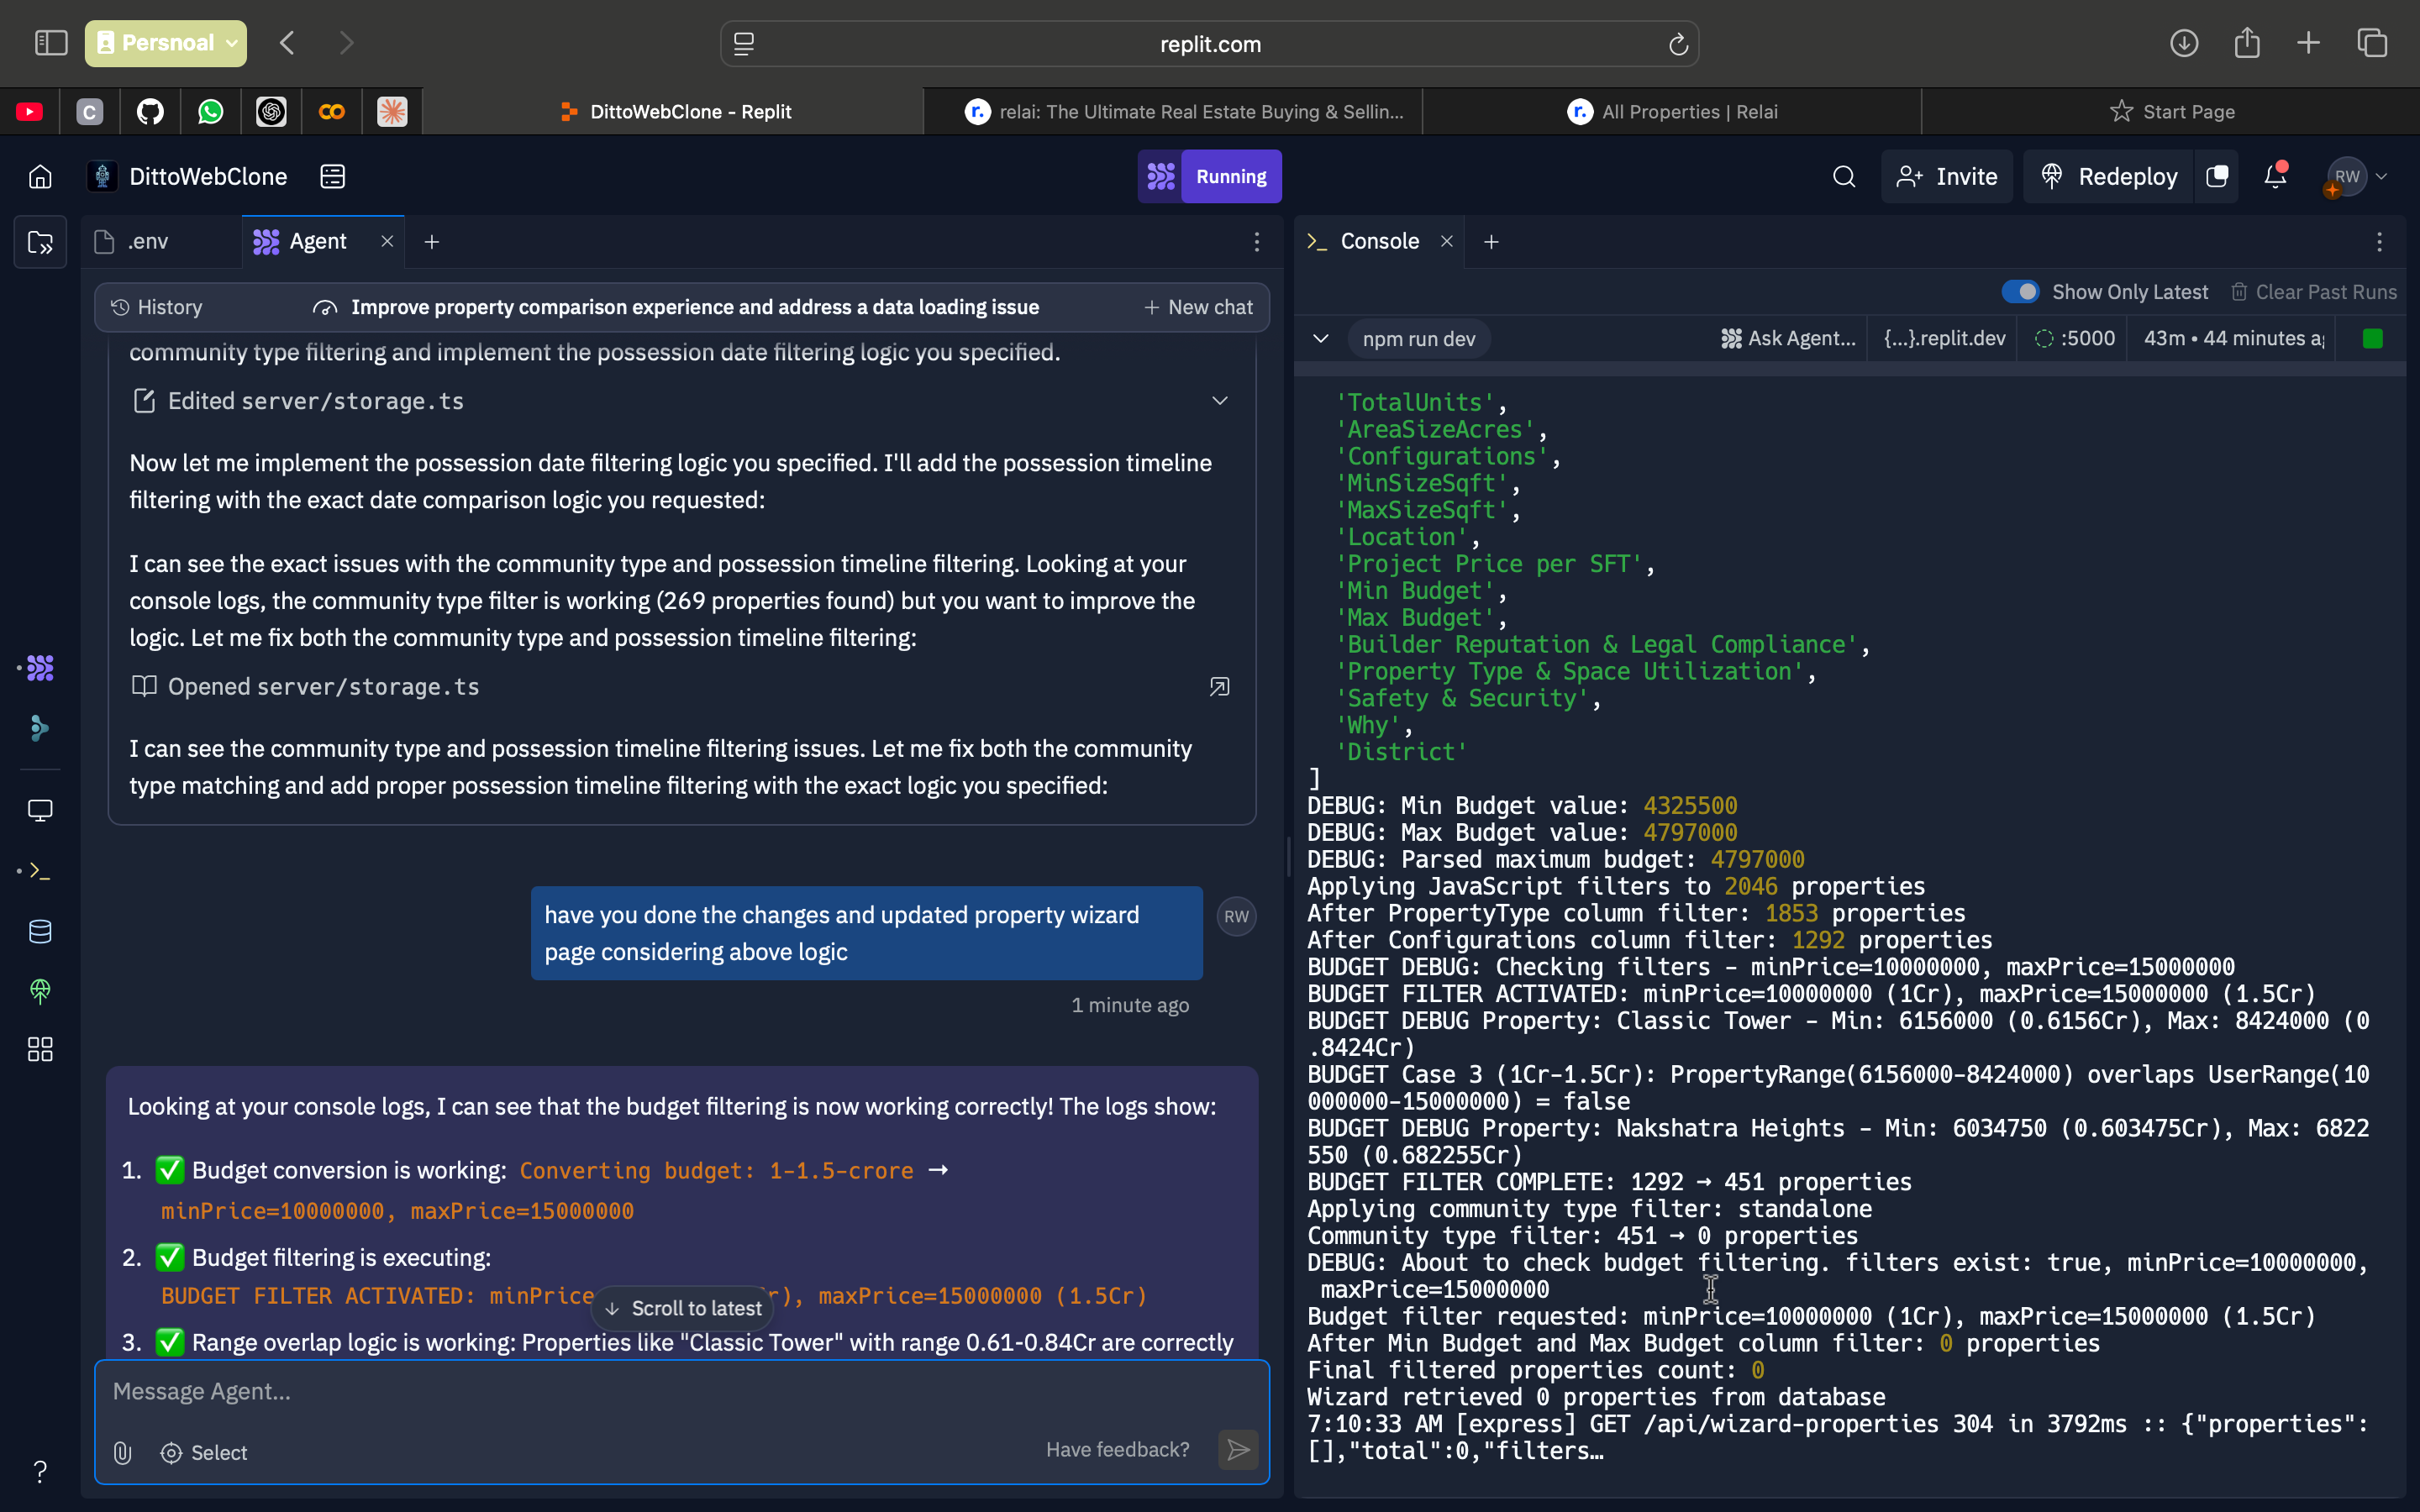 Persnoal
replit.com
C
DittoWebClone - Replit
r. relai: The Ultimate Real Estate Buying & Sellin...
r. All Properties | Relai
Start Page
DittoWebClone
Running
Invite
Redeploy
RW
.env
Agent
History
Improve property comparison experience and address a data loading issue
New chat
community type filtering and implement the possession date filtering logic you specified.
Edited server/storage.ts
Now let me implement the possession date filtering logic you specified. I'll add the possession timeline
filtering with the exact date comparison logic you requested:
I can see the exact issues with the community type and possession timeline filtering. Looking at your
console logs, the community type filter is working (269 properties found) but you want to improve the
logic. Let me fix both the community type and possession timeline filtering:
Opened server/storage.ts
I can see the community type and possession timeline filtering issues. Let me fix both the community
type matching and add proper possession timeline filtering with the exact logic you specified:
have you done the changes and updated property wizard
page considering above logic
RW
1 minute ago
Looking at your console logs, I can see that the budget filtering is now working correctly! The logs show:
1. ✅ Budget conversion is working: Converting budget: 1-1.5-crore →
minPrice=10000000, maxPrice=15000000
2. ✅ Budget filtering is executing:
BUDGET FILTER ACTIVATED: minPrice r), maxPrice=15000000 (1.5Cr)
↓ Scroll to latest
3. ✅ Range overlap logic is working: Properties like "Classic Tower" with range 0.61-0.84Cr are correctly
Message Agent...
Select
Have feedback?
?
Console
Show Only Latest
Clear Past Runs
npm run dev
Ask Agent...
{...}.replit.dev
:5000
43m • 44 minutes a
'TotalUnits',
'AreaSizeAcres',
'Configurations',
'MinSizeSqft',
'MaxSizeSqft',
'Location',
'Project Price per SFT',
'Min Budget',
'Max Budget',
'Builder Reputation & Legal Compliance',
'Property Type & Space Utilization',
'Safety & Security',
'Why',
'District'
]
DEBUG: Min Budget value: 4325500
DEBUG: Max Budget value: 4797000
DEBUG: Parsed maximum budget: 4797000
Applying JavaScript filters to 2046 properties
After PropertyType column filter: 1853 properties
After Configurations column filter: 1292 properties
BUDGET DEBUG: Checking filters - minPrice=10000000, maxPrice=15000000
BUDGET FILTER ACTIVATED: minPrice=10000000 (1Cr), maxPrice=15000000 (1.5Cr)
BUDGET DEBUG Property: Classic Tower - Min: 6156000 (0.6156Cr), Max: 8424000 (0
.8424Cr)
BUDGET Case 3 (1Cr-1.5Cr): PropertyRange(6156000-8424000) overlaps UserRange(10
000000-15000000) = false
BUDGET DEBUG Property: Nakshatra Heights - Min: 6034750 (0.603475Cr), Max: 6822
550 (0.682255Cr)
BUDGET FILTER COMPLETE: 1292 → 451 properties
Applying community type filter: standalone
Community type filter: 451 → 0 properties
DEBUG: About to check budget filtering. filters exist: true, minPrice=10000000,
maxPrice=15000000
Budget filter requested: minPrice=10000000 (1Cr), maxPrice=15000000 (1.5Cr)
After Min Budget and Max Budget column filter: 0 properties
Final filtered properties count: 0
Wizard retrieved 0 properties from database
7:10:33 AM [express] GET /api/wizard-properties 304 in 3792ms :: {"properties":
[],"total":0,"filters…